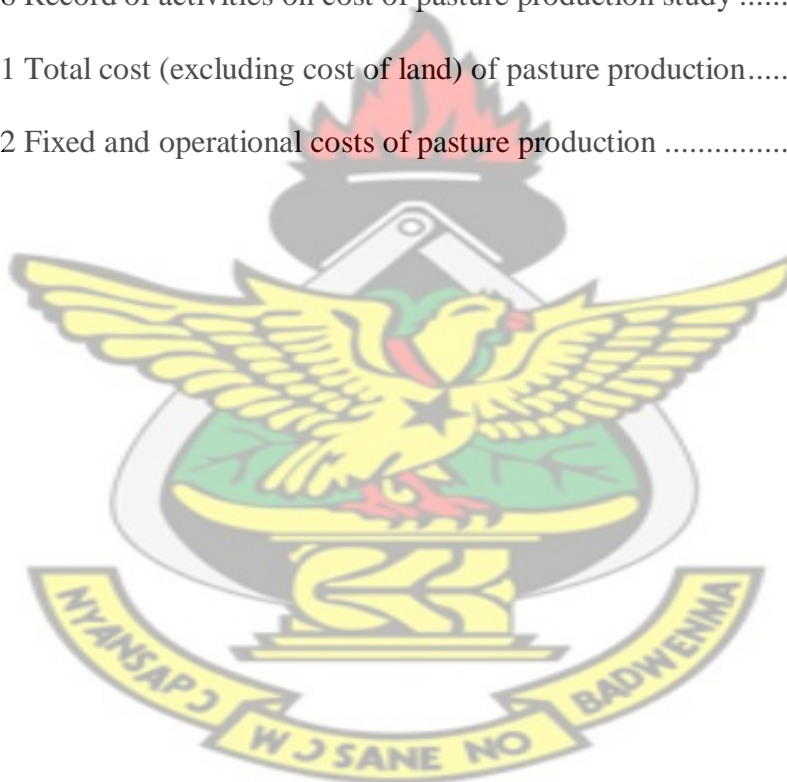 Record of activities on cost of pasture production study ......
1 Total cost (excluding cost of land) of pasture production.....
2 Fixed and operational costs of pasture production ...............
NYANSAPƆ
W Ɔ SANE NO
BADWENMA